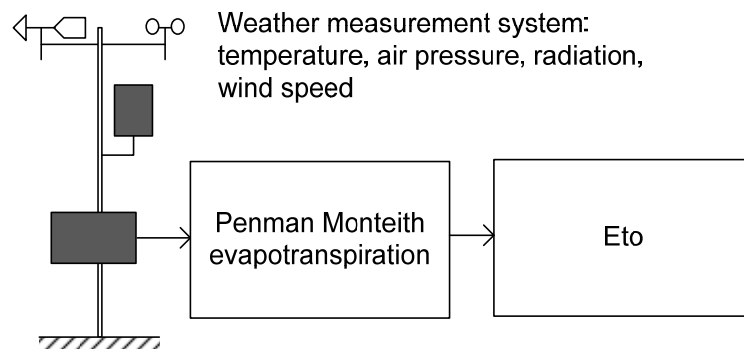 Weather measurement system:
temperature, air pressure, radiation,
wind speed
Penman Monteith
evapotranspiration
Eto